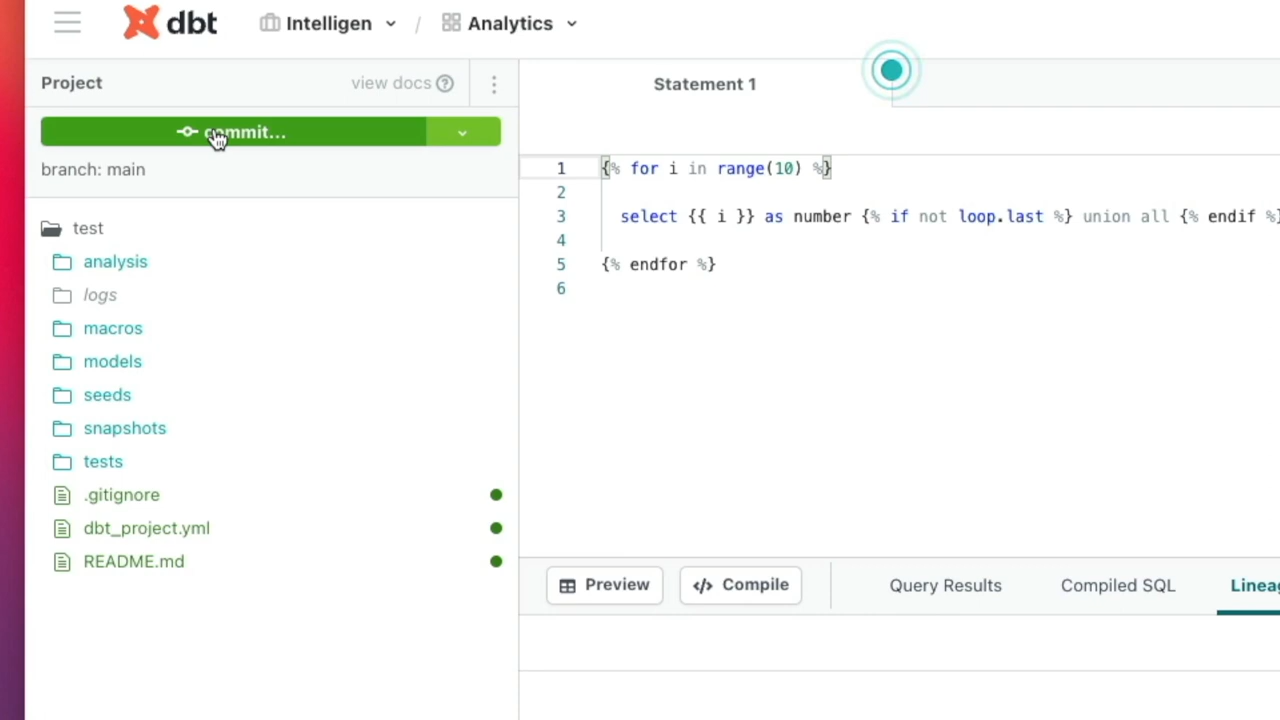 dbt Intelligen / Analytics
Project view docs
Statement 1
commit...
branch: main
test
analysis
logs
macros
models
seeds
snapshots
tests
.gitignore
dbt_project.yml
README.md
1 {% for i in range(10) %}
2
3 select {{ i }} as number {% if not loop.last %} union all {% endif %}
4
5 {% endfor %}
6
Preview Compile Query Results Compiled SQL